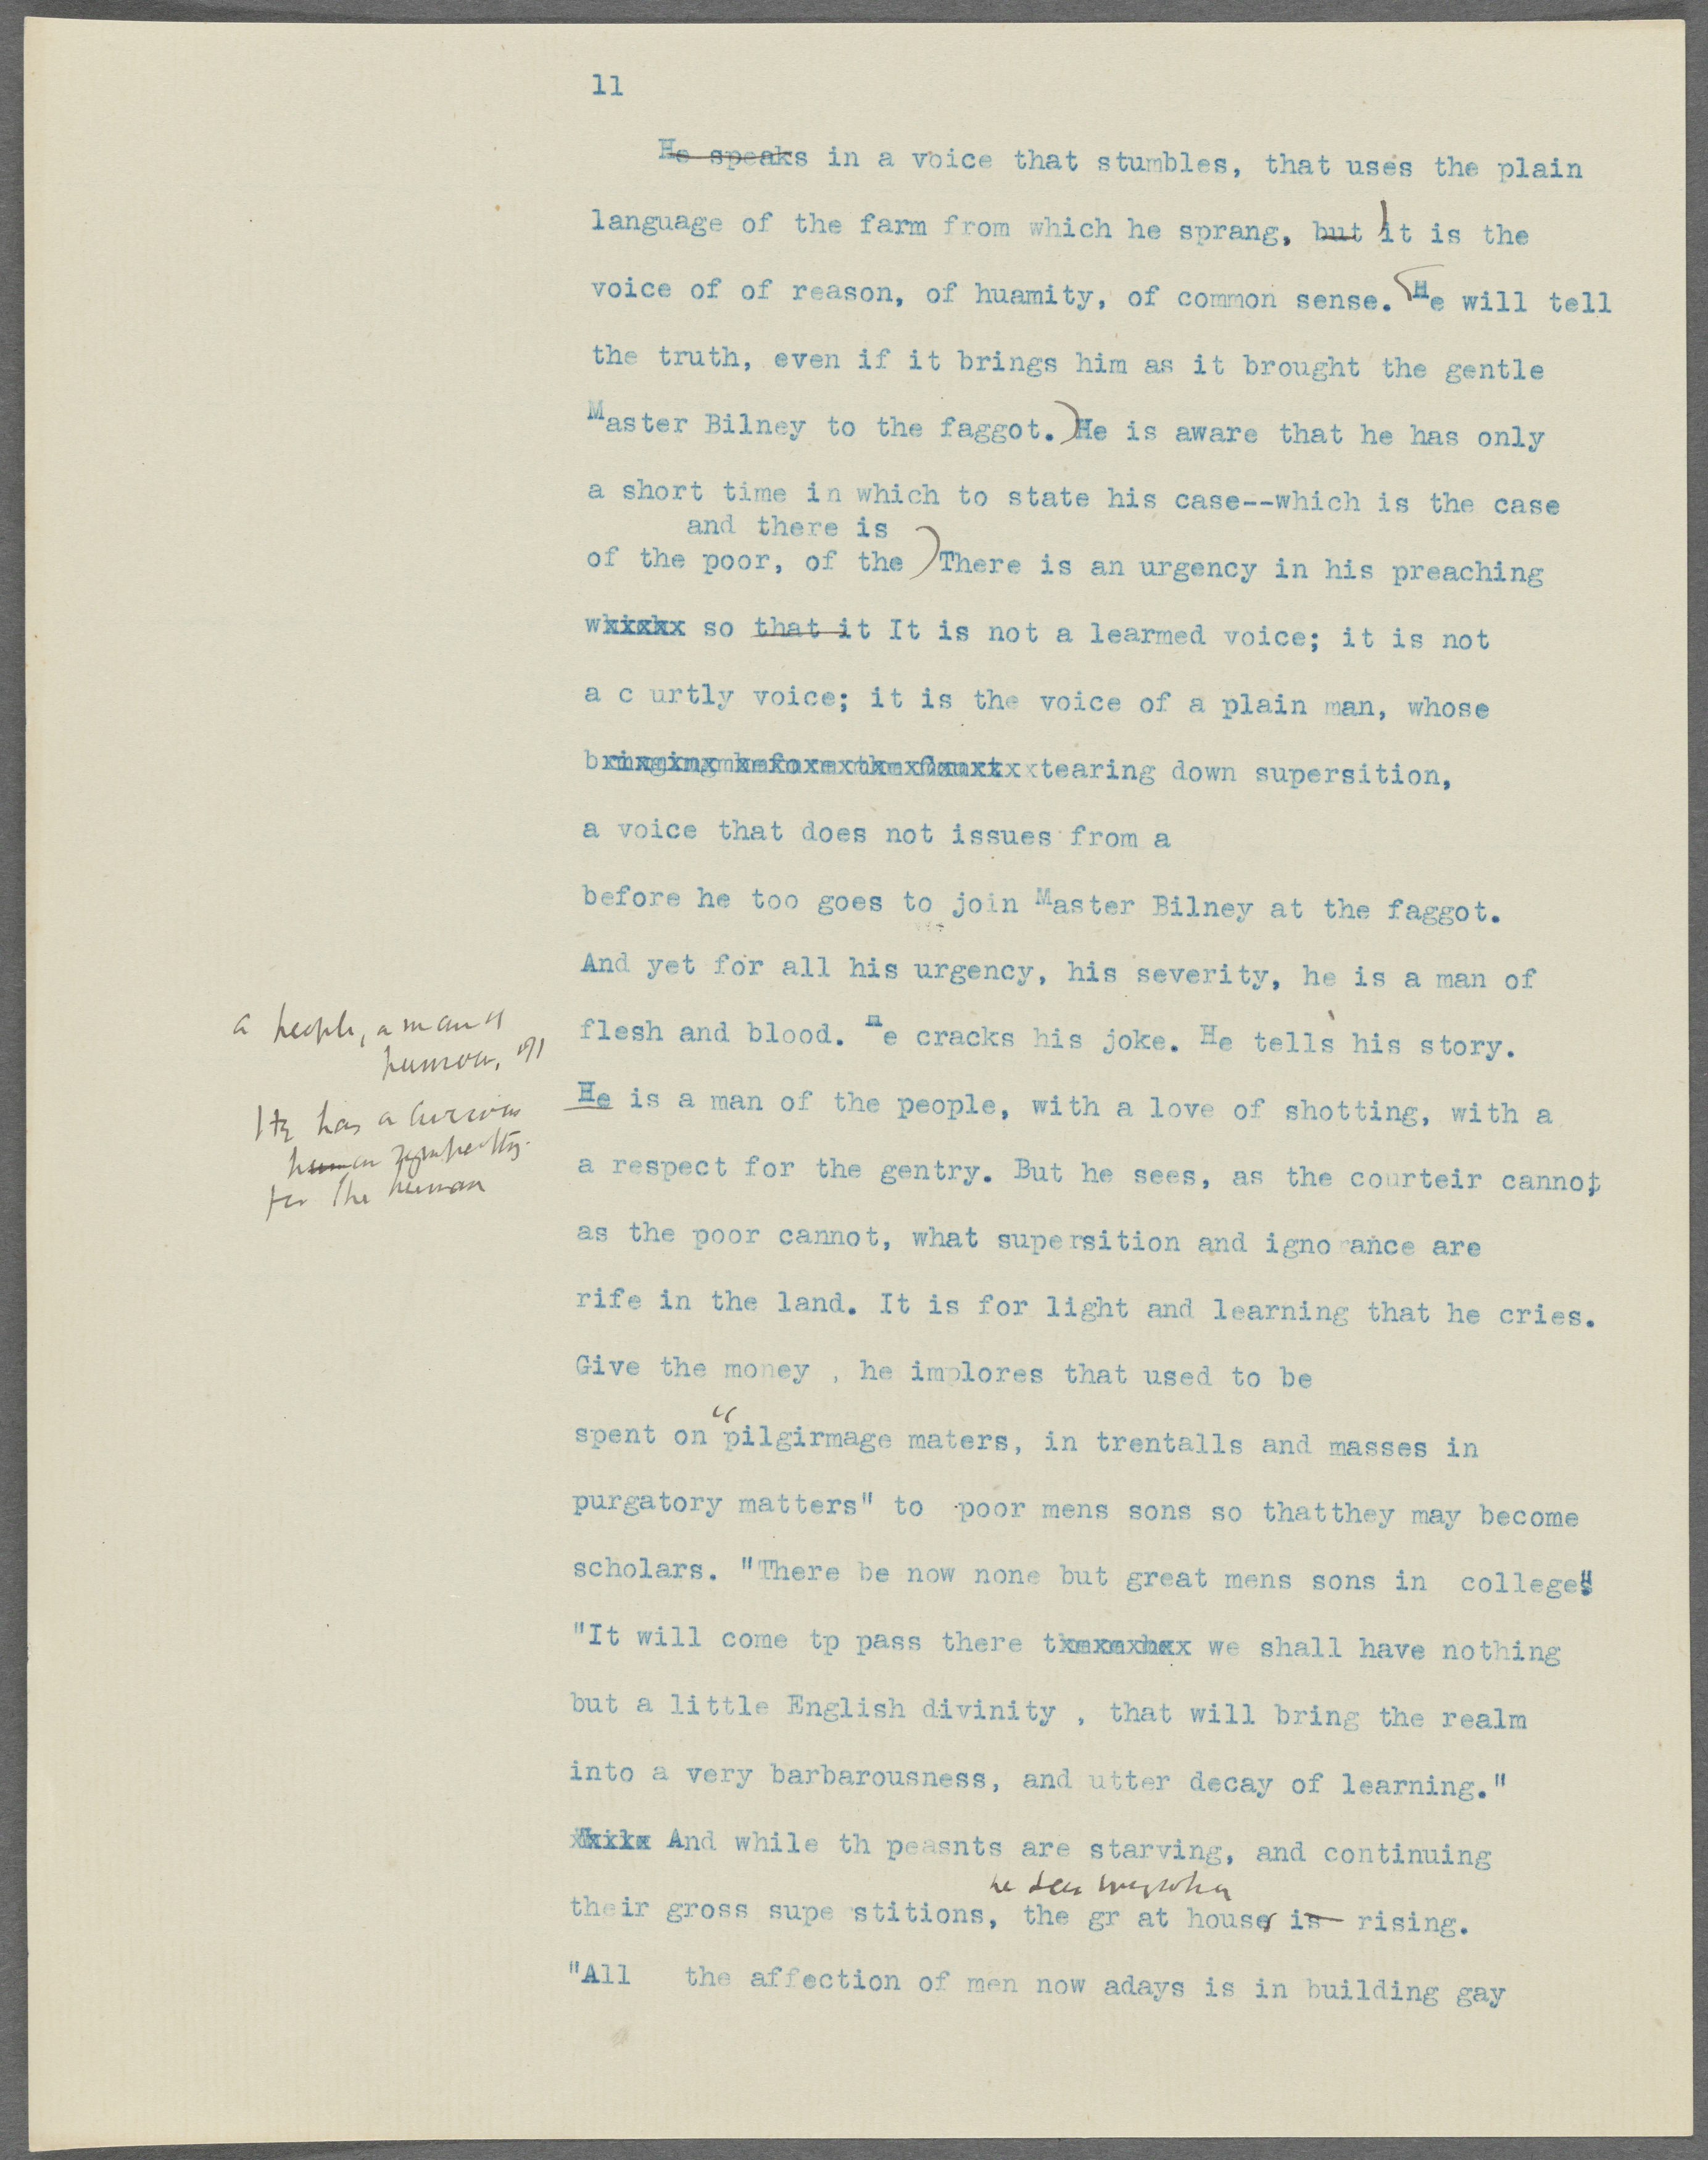 11
He speaks in a voice that stumbles, that uses the plain
language of the farm from which he sprang, but it is the
voice of of reason, of huamity, of common sense. He will tell
the truth, even if it brings him as it brought the gentle
Master Bilney to the faggot.) He is aware that he has only
a short time in which to state his case--which is the case
and there is
of the poor, of the ) There is an urgency in his preaching
so that it It is not a learmed voice; it is not
a c urtly voice; it is the voice of a plain man, whose
tearing down supersition,
a voice that does not issues from a
before he too goes to join Master Bilney at the faggot.
And yet for all his urgency, his severity, he is a man of
a people, a man of
humour,
flesh and blood. He cracks his joke. He tells his story.
He has a curious
human sympathy
for the human
He is a man of the people, with a love of shotting, with a
a respect for the gentry. But he sees, as the courteir cannot,
as the poor cannot, what supersition and ignorance are
rife in the land. It is for light and learning that he cries.
Give the money , he implores that used to be
spent on "pilgirmage maters, in trentalls and masses in
purgatory matters" to poor mens sons so thatthey may become
scholars. "There be now none but great mens sons in colleges"
"It will come tp pass there we shall have nothing
but a little English divinity , that will bring the realm
into a very barbarousness, and utter decay of learning."
And while th peasnts are starving, and continuing
he sees
their gross supe stitions, the gr at houses is rising.
"All the affection of men now adays is in building gay